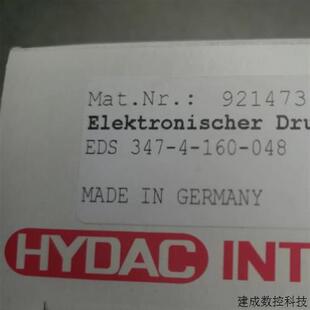 Mat.Nr.: 921473
Elektronischer Dru
EDS 347-4-160-048
MADE IN GERMANY
HYDAC INT
建成数控科技